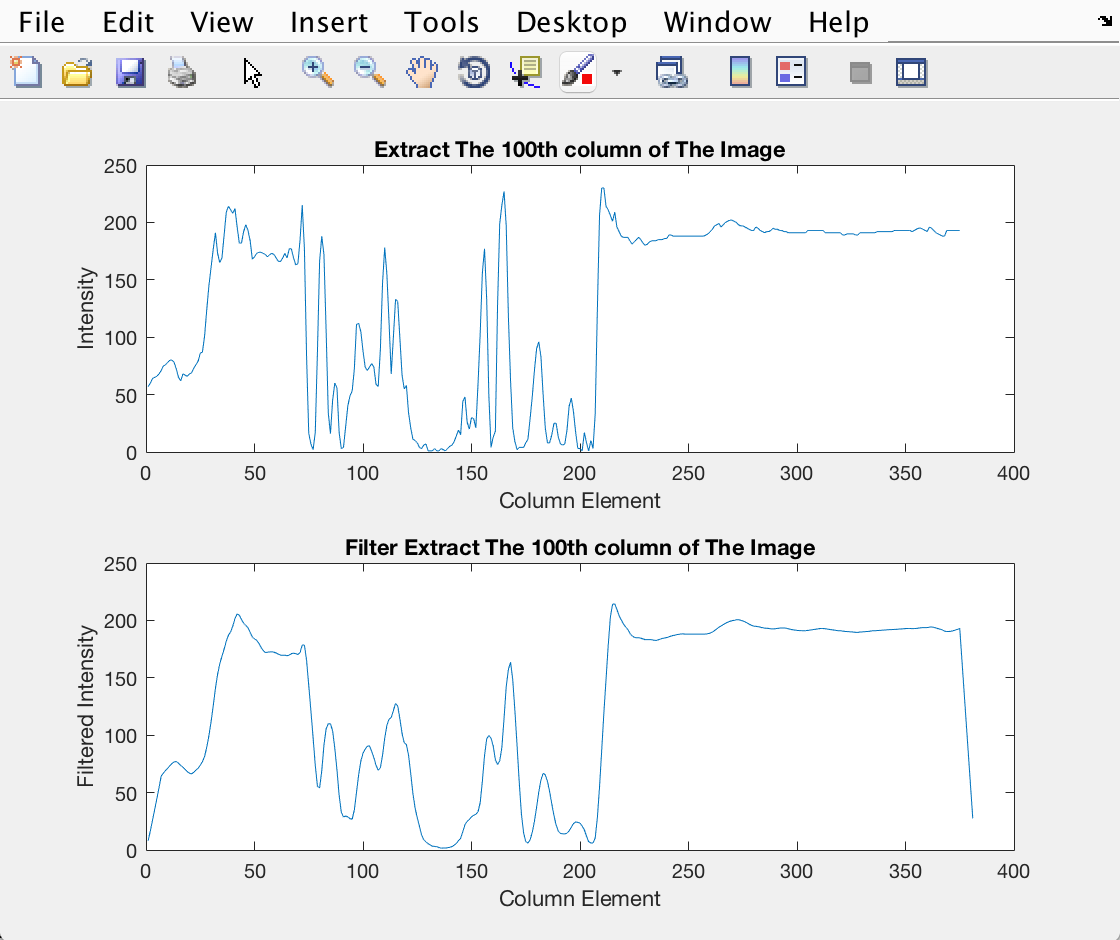 File Edit View Insert Tools Desktop Window Help
Extract The 100th column of The Image
250
200
150
100
50
0
Intensity
0 50 100 150 200 250 300 350 400
Column Element
Filter Extract The 100th column of The Image
250
200
150
100
50
0
Filtered Intensity
0 50 100 150 200 250 300 350 400
Column Element